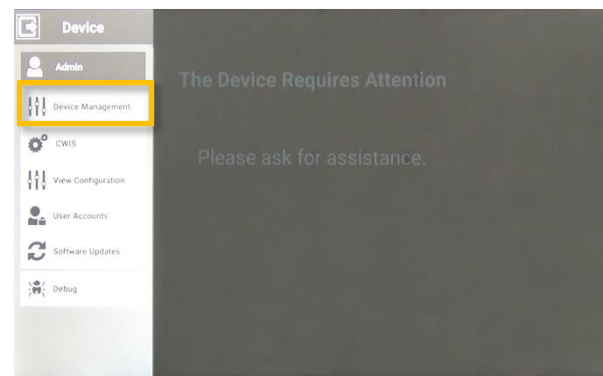 Device
Admin
The Device Requires Attention
Device Management
CWIS
Please ask for assistance.
View Configuration
User Accounts
Software Updates
Debug